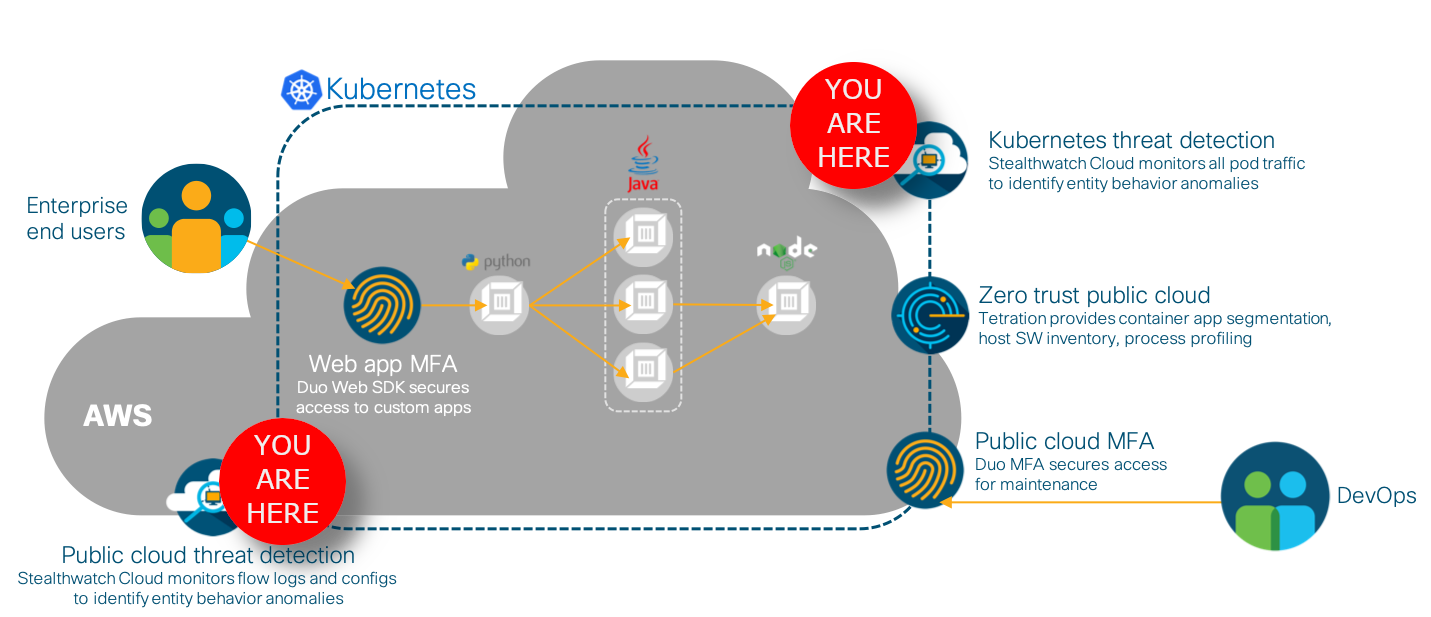 Kubernetes
YOU
ARE
HERE
Kubernetes threat detection
Stealthwatch Cloud monitors all pod traffic
to identify entity behavior anomalies
Java
Enterprise
end users
python
node
JS
Zero trust public cloud
Tetration provides container app segmentation,
host SW inventory, process profiling
Web app MFA
Duo Web SDK secures
access to custom apps
AWS
YOU
ARE
HERE
Public cloud MFA
Duo MFA secures access
for maintenance
DevOps
Public cloud threat detection
Stealthwatch Cloud monitors flow logs and configs
to identify entity behavior anomalies